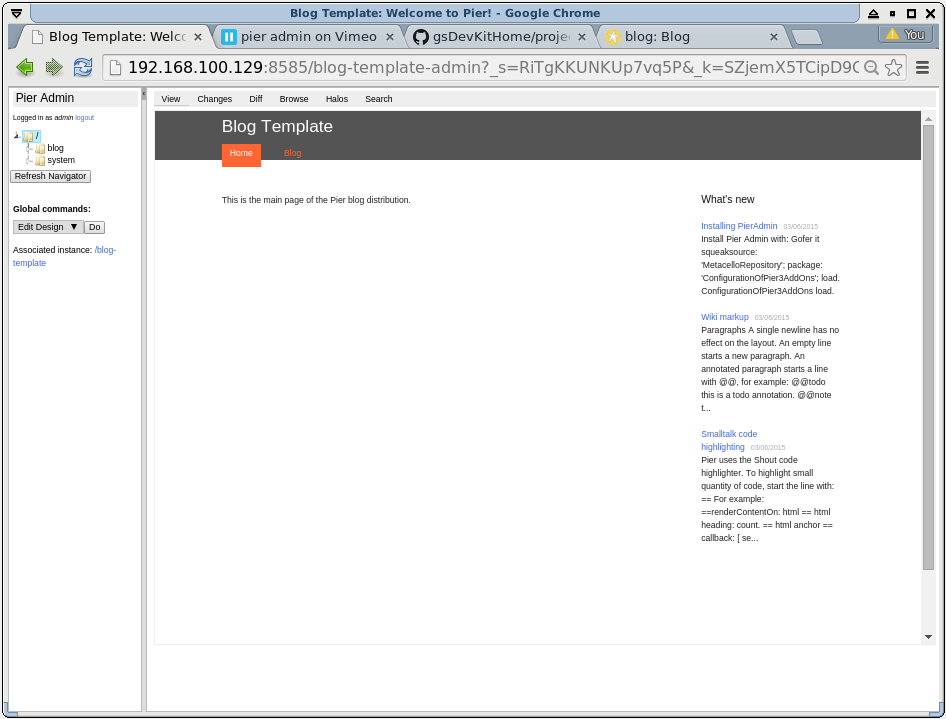 Blog Template: Welcome to Pier! - Google Chrome
Blog Template: Welc
pier admin on Vimeo
gsDevKitHome/proje
blog: Blog
You
192.168.100.129:8585/blog-template-admin?_s=RiTgKKUNKUp7vq5P&_k=SZjemX5TCipD9C
Pier Admin
Logged in as admin logout
/
blog
system
Refresh Navigator
Global commands:
Edit Design
Do
Associated instance: /blog-
template
View Changes Diff Browse Halos Search
Blog Template
Home Blog
This is the main page of the Pier blog distribution.
What's new
Installing PierAdmin 03/06/2015
Install Pier Admin with: Gofer it
squeaksource:
'MetacelloRepository'; package:
'ConfigurationOfPier3AddOns'; load.
ConfigurationOfPier3AddOns load.
Wiki markup 03/06/2015
Paragraphs A single newline has no
effect on the layout. An empty line
starts a new paragraph. An
annotated paragraph starts a line
with @@, for example: @@todo
this is a todo annotation. @@note
t...
Smalltalk code
highlighting 03/06/2015
Pier uses the Shout code
highlighter. To highlight small
quantity of code, start the line with:
== For example:
==renderContentOn: html == html
heading: count. == html anchor ==
callback: [ se...